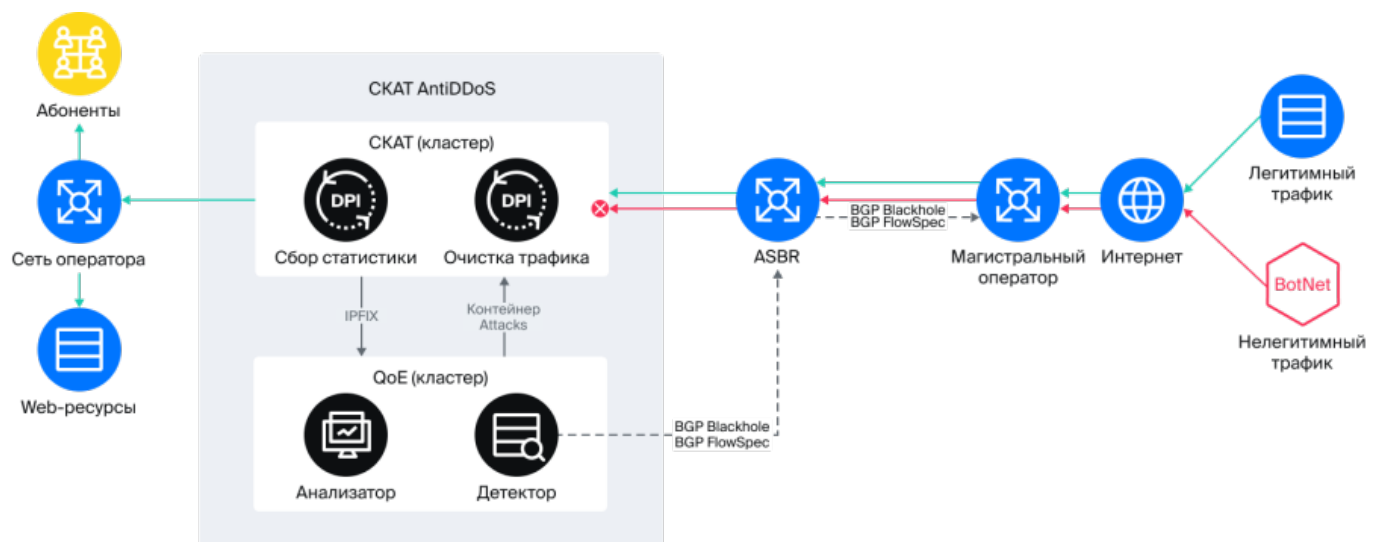 Абоненты
Сеть оператора
Web-ресурсы
СКАТ AntiDDoS
СКАТ (кластер)
DPI
DPI
Сбор статистики
Очистка трафика
IPFIX
Контейнер
Attacks
QoE (кластер)
Анализатор
Детектор
BGP Blackhole
BGP FlowSpec
ASBR
BGP Blackhole
BGP FlowSpec
Магистральный
оператор
Интернет
Легитимный
трафик
BotNet
Нелегитимный
трафик